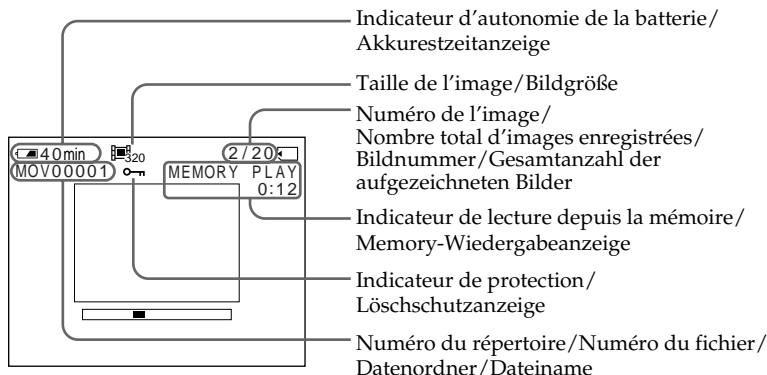 Indicateur d’autonomie de la batterie/
Akkurestzeitanzeige
Taille de l’image/Bildgröße
Numéro de l’image/
Nombre total d’images enregistrées/
Bildnummer/Gesamtanzahl der
aufgezeichneten Bilder
Indicateur de lecture depuis la mémoire/
Memory-Wiedergabeanzeige
Indicateur de protection/
Löschschutzanzeige
Numéro du répertoire/Numéro du fichier/
Datenordner/Dateiname
40min
320
2/20
MOV00001
MEMORY PLAY
0:12